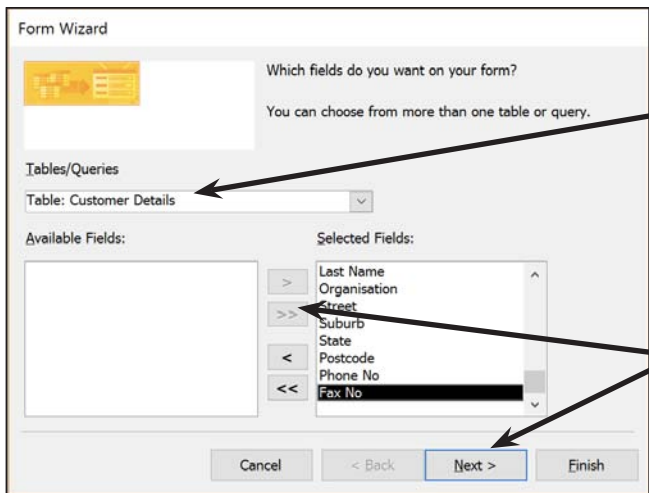 Form Wizard
Which fields do you want on your form?
You can choose from more than one table or query.
Tables/Queries
Table: Customer Details
Available Fields:
Selected Fields:
>
>>
<
<<
Last Name
Organisation
Street
Suburb
State
Postcode
Phone No
Fax No
Cancel
< Back
Next >
Finish